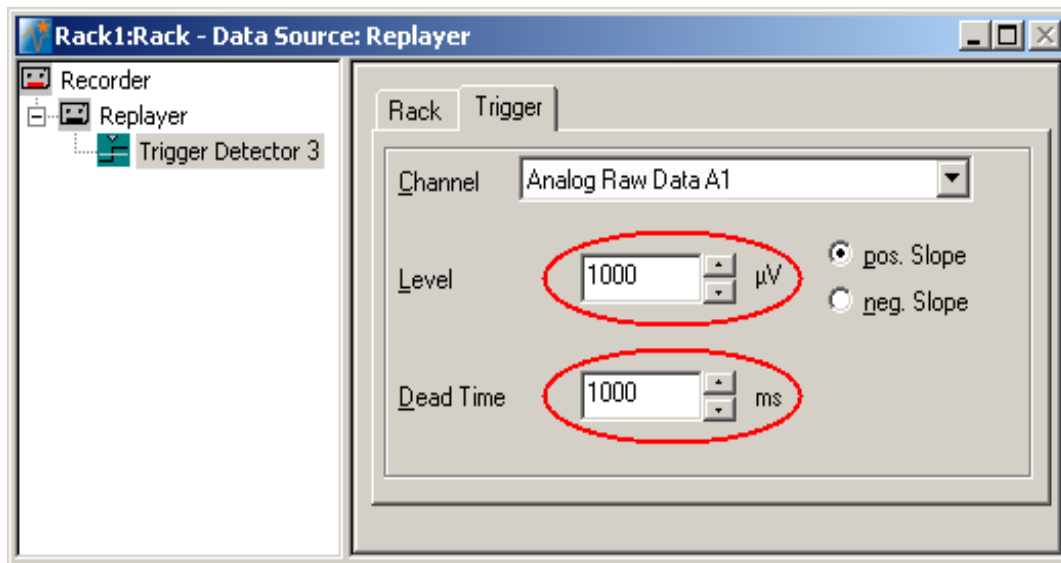 Rack1:Rack - Data Source: Replayer
Recorder
Replayer
Trigger Detector 3
Rack Trigger
Channel Analog Raw Data A1
Level 1000 µV
pos. Slope
neg. Slope
Dead Time 1000 ms